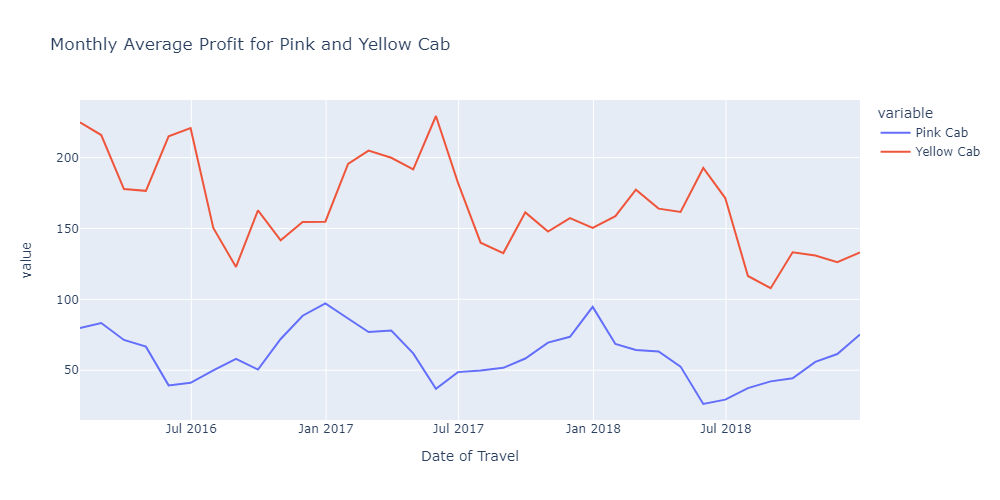 Monthly Average Profit for Pink and Yellow Cab
variable
Pink Cab
Yellow Cab
value
200
150
100
50
Jul 2016
Jan 2017
Jul 2017
Jan 2018
Jul 2018
Date of Travel